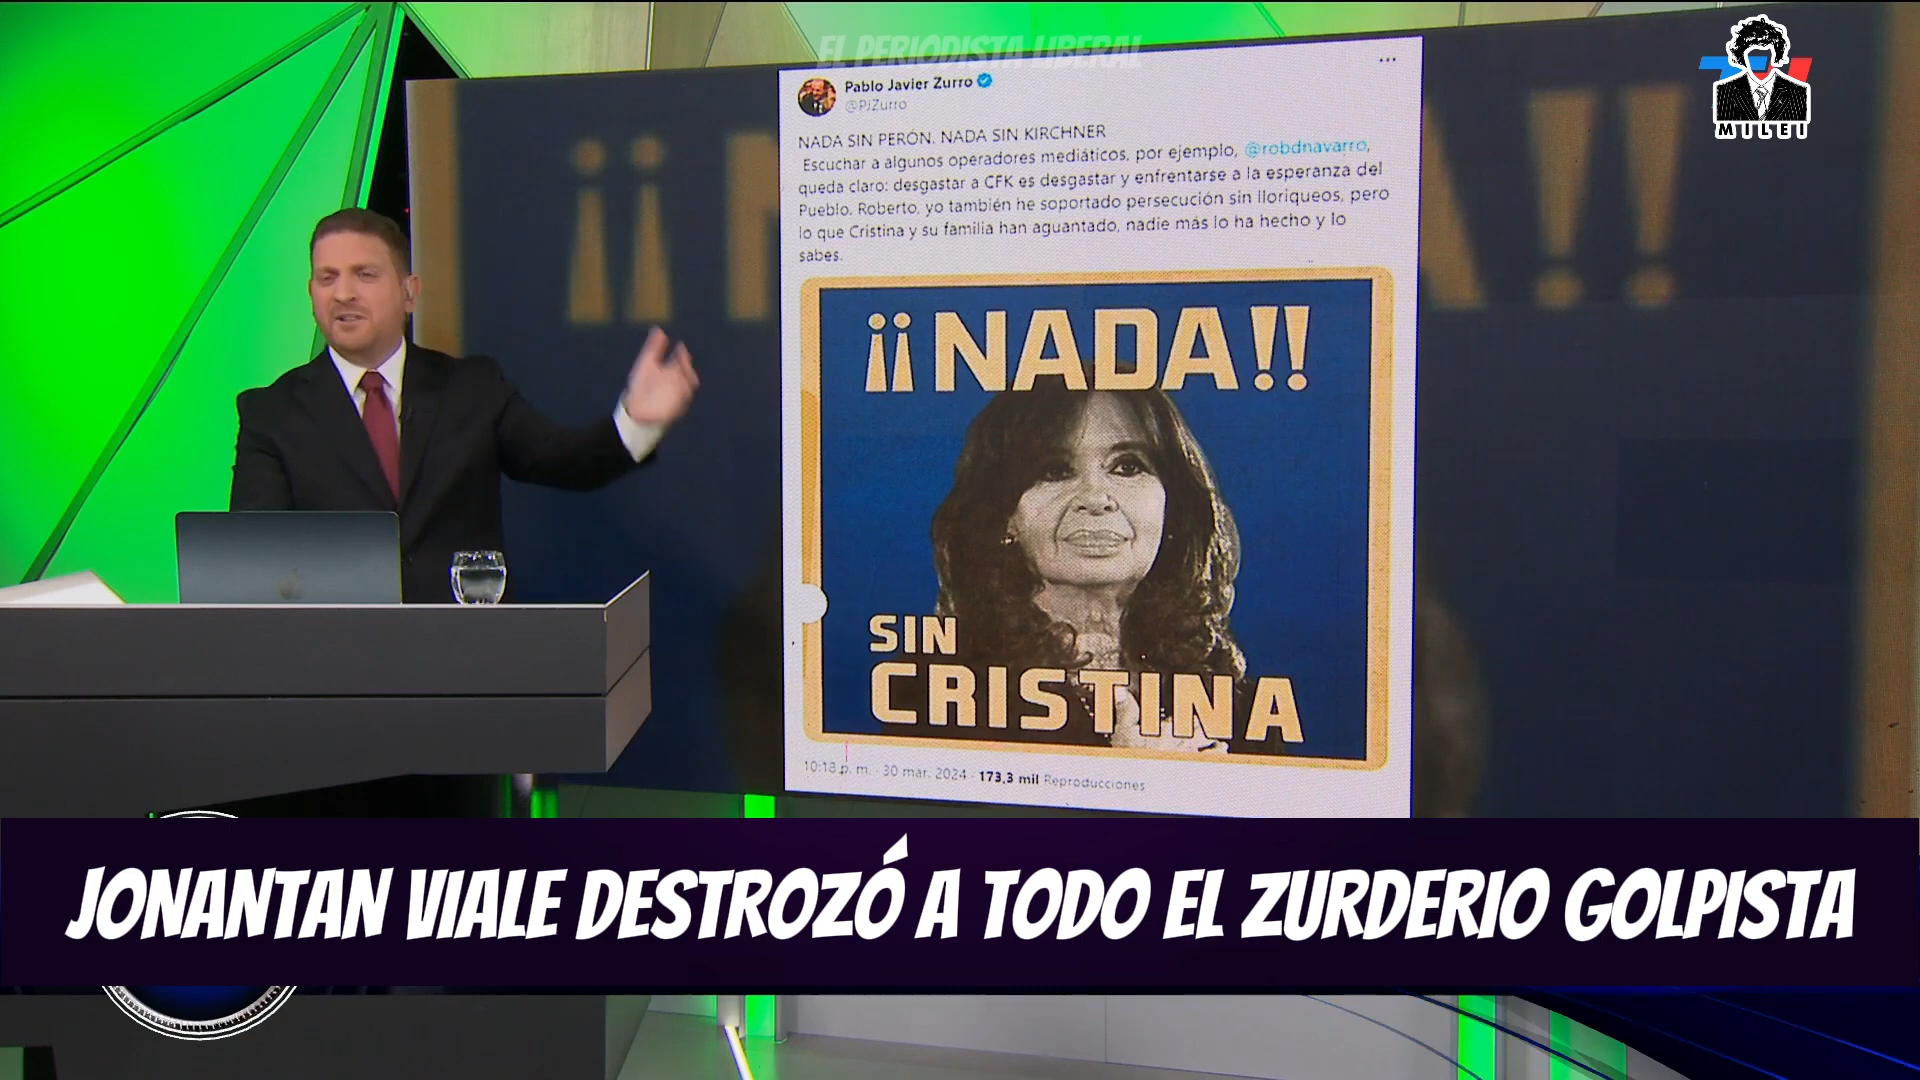 EL PERIODISTA LIBERAL
MILEI
Pablo Javier Zurro
@PJZurro
NADA SIN PERÓN. NADA SIN KIRCHNER
Escuchar a algunos operadores mediáticos, por ejemplo, @robdnavarro,
queda claro: desgastar a CFK es desgastar y enfrentarse a la esperanza del
Pueblo. Roberto, yo también he soportado persecución sin lloriqueos, pero
lo que Cristina y su familia han aguantado, nadie más lo ha hecho y lo
sabes.
¡¡NADA!!
SIN
CRISTINA
10:18 p. m. · 30 mar. 2024 · 173,3 mil Reproducciones
JONANTAN VIALE DESTROZÓ A TODO EL ZURDERIO GOLPISTA